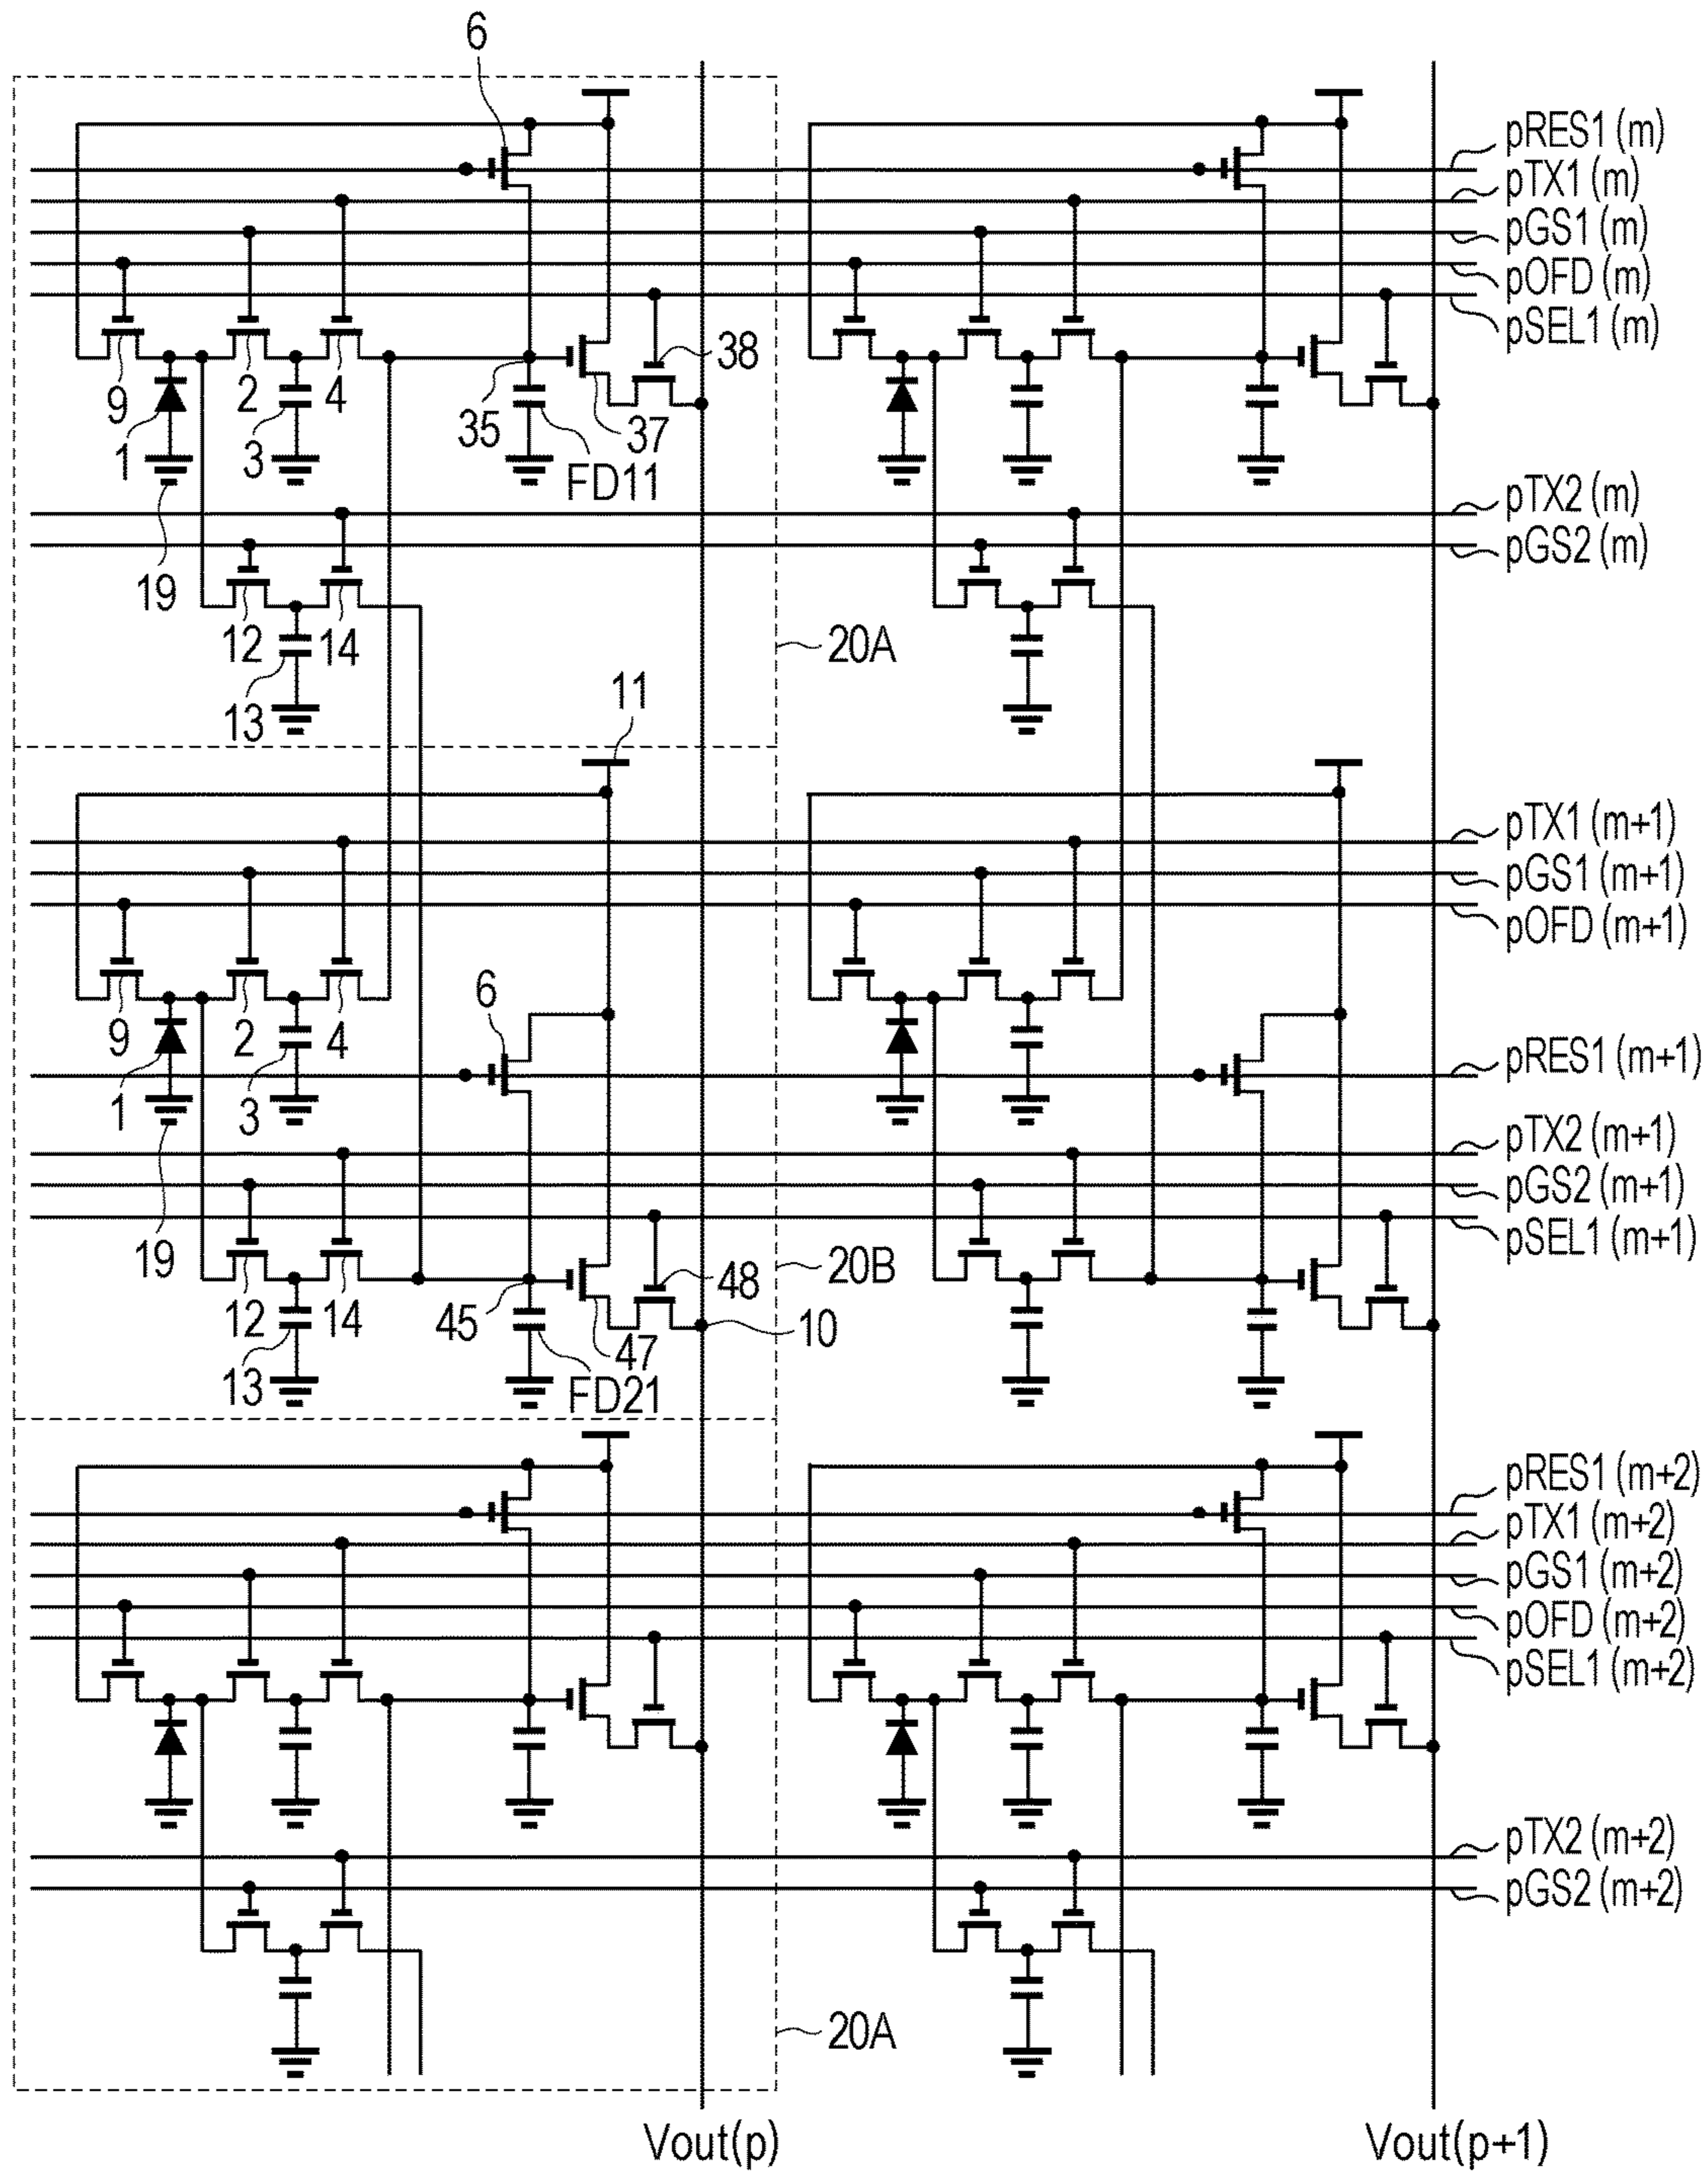 6
pRES1 (m)
pTX1 (m)
pGS1 (m)
pOFD (m)
pSEL1 (m)
9
1
2
3
4
35
FD11
37
38
19
pTX2 (m)
pGS2 (m)
12
13
14
20A
11
pTX1 (m+1)
pGS1 (m+1)
pOFD (m+1)
9
1
2
3
4
6
pRES1 (m+1)
19
pTX2 (m+1)
pGS2 (m+1)
pSEL1 (m+1)
12
13
14
45
FD21
47
48
20B
10
pRES1 (m+2)
pTX1 (m+2)
pGS1 (m+2)
pOFD (m+2)
pSEL1 (m+2)
pTX2 (m+2)
pGS2 (m+2)
20A
Vout(p)
Vout(p+1)